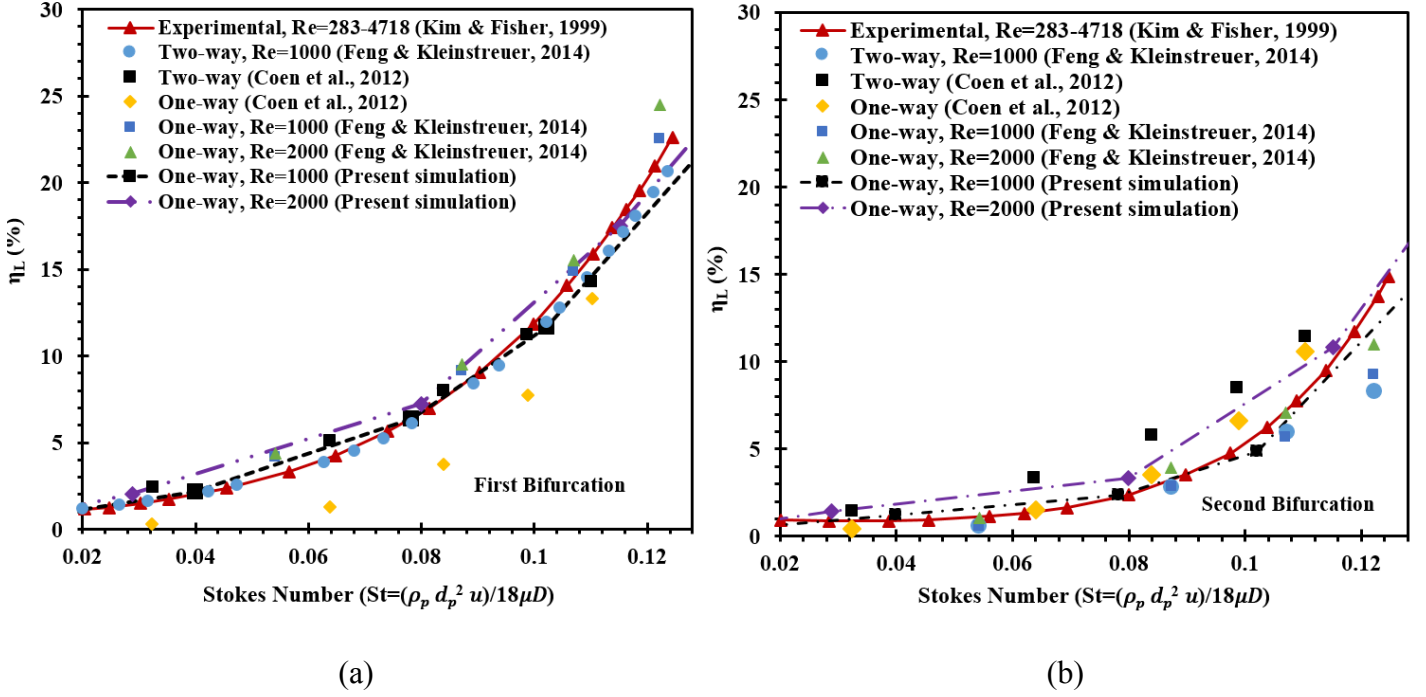 30
25
20
15
10
5
0
η_L (%)
Experimental, Re=283-4718 (Kim & Fisher, 1999)
Two-way, Re=1000 (Feng & Kleinstreuer, 2014)
Two-way (Coen et al., 2012)
One-way (Coen et al., 2012)
One-way, Re=1000 (Feng & Kleinstreuer, 2014)
One-way, Re=2000 (Feng & Kleinstreuer, 2014)
One-way, Re=1000 (Present simulation)
One-way, Re=2000 (Present simulation)
First Bifurcation
0.02 0.04 0.06 0.08 0.1 0.12
Stokes Number (St=(ρ_p d_p² u)/18μD)
(a)
30
25
20
15
10
5
0
η_L (%)
Experimental, Re=283-4718 (Kim & Fisher, 1999)
Two-way, Re=1000 (Feng & Kleinstreuer, 2014)
Two-way (Coen et al., 2012)
One-way (Coen et al., 2012)
One-way, Re=1000 (Feng & Kleinstreuer, 2014)
One-way, Re=2000 (Feng & Kleinstreuer, 2014)
One-way, Re=1000 (Present simulation)
One-way, Re=2000 (Present simulation)
Second Bifurcation
0.02 0.04 0.06 0.08 0.1 0.12
Stokes Number (St=(ρ_p d_p² u)/18μD)
(b)